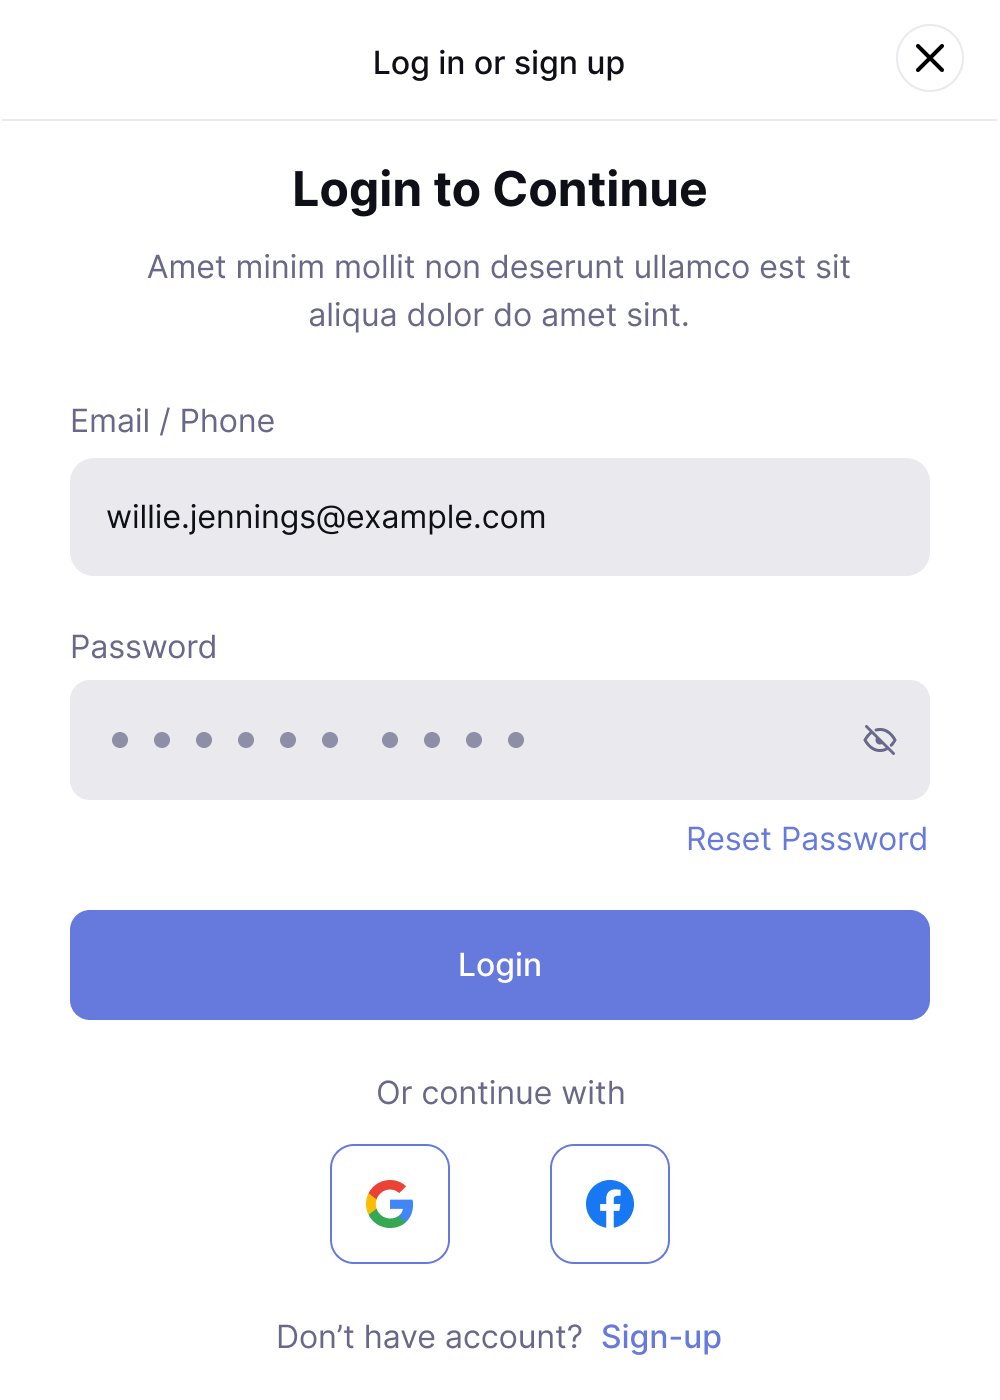 Log in or sign up
Login to Continue
Amet minim mollit non deserunt ullamco est sit
aliqua dolor do amet sint.
Email / Phone
willie.jennings@example.com
Password
Reset Password
Login
Or continue with
Don’t have account? Sign-up